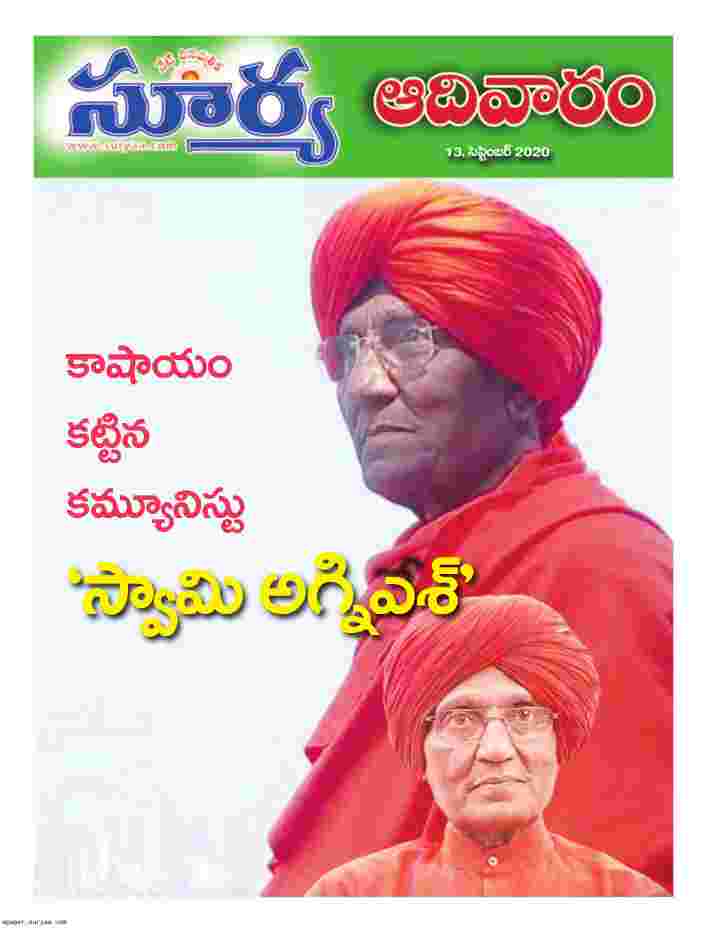 సూర్య
www.suryaa.com
ఆదివారం
13, సెప్టెంబర్ 2020
కాషాయం
కట్టిన
కమ్యూనిస్టు
‘స్వామి అగ్నివేశ్’
epaper.suryaa.com